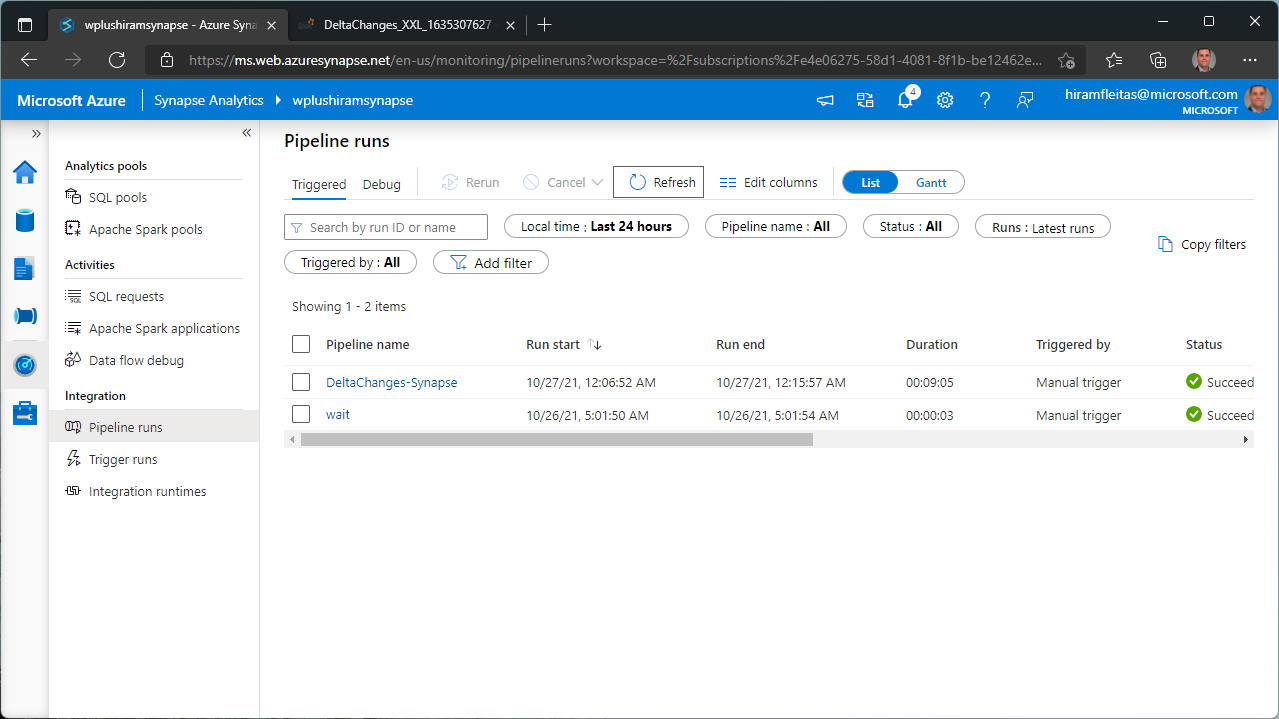 wplushiramsynapse - Azure Syna
DeltaChanges_XXL_1635307627
https://ms.web.azuresynapse.net/en-us/monitoring/pipelineruns?workspace=%2Fsubscriptions%2Fe4e06275-58d1-4081-8f1b-be12462e...
Microsoft Azure
Synapse Analytics
wplushiramsynapse
4
hiramfleitas@microsoft.com
MICROSOFT
Analytics pools
SQL pools
Apache Spark pools
Activities
SQL requests
Apache Spark applications
Data flow debug
Integration
Pipeline runs
Trigger runs
Integration runtimes
Pipeline runs
Triggered Debug Rerun Cancel Refresh Edit columns List Gantt
Search by run ID or name Local time : Last 24 hours Pipeline name : All Status : All Runs : Latest runs
Copy filters
Triggered by : All Add filter
Showing 1 - 2 items
Pipeline name Run start Run end Duration Triggered by Status
DeltaChanges-Synapse 10/27/21, 12:06:52 AM 10/27/21, 12:15:57 AM 00:09:05 Manual trigger Succeed
wait 10/26/21, 5:01:50 AM 10/26/21, 5:01:54 AM 00:00:03 Manual trigger Succeed